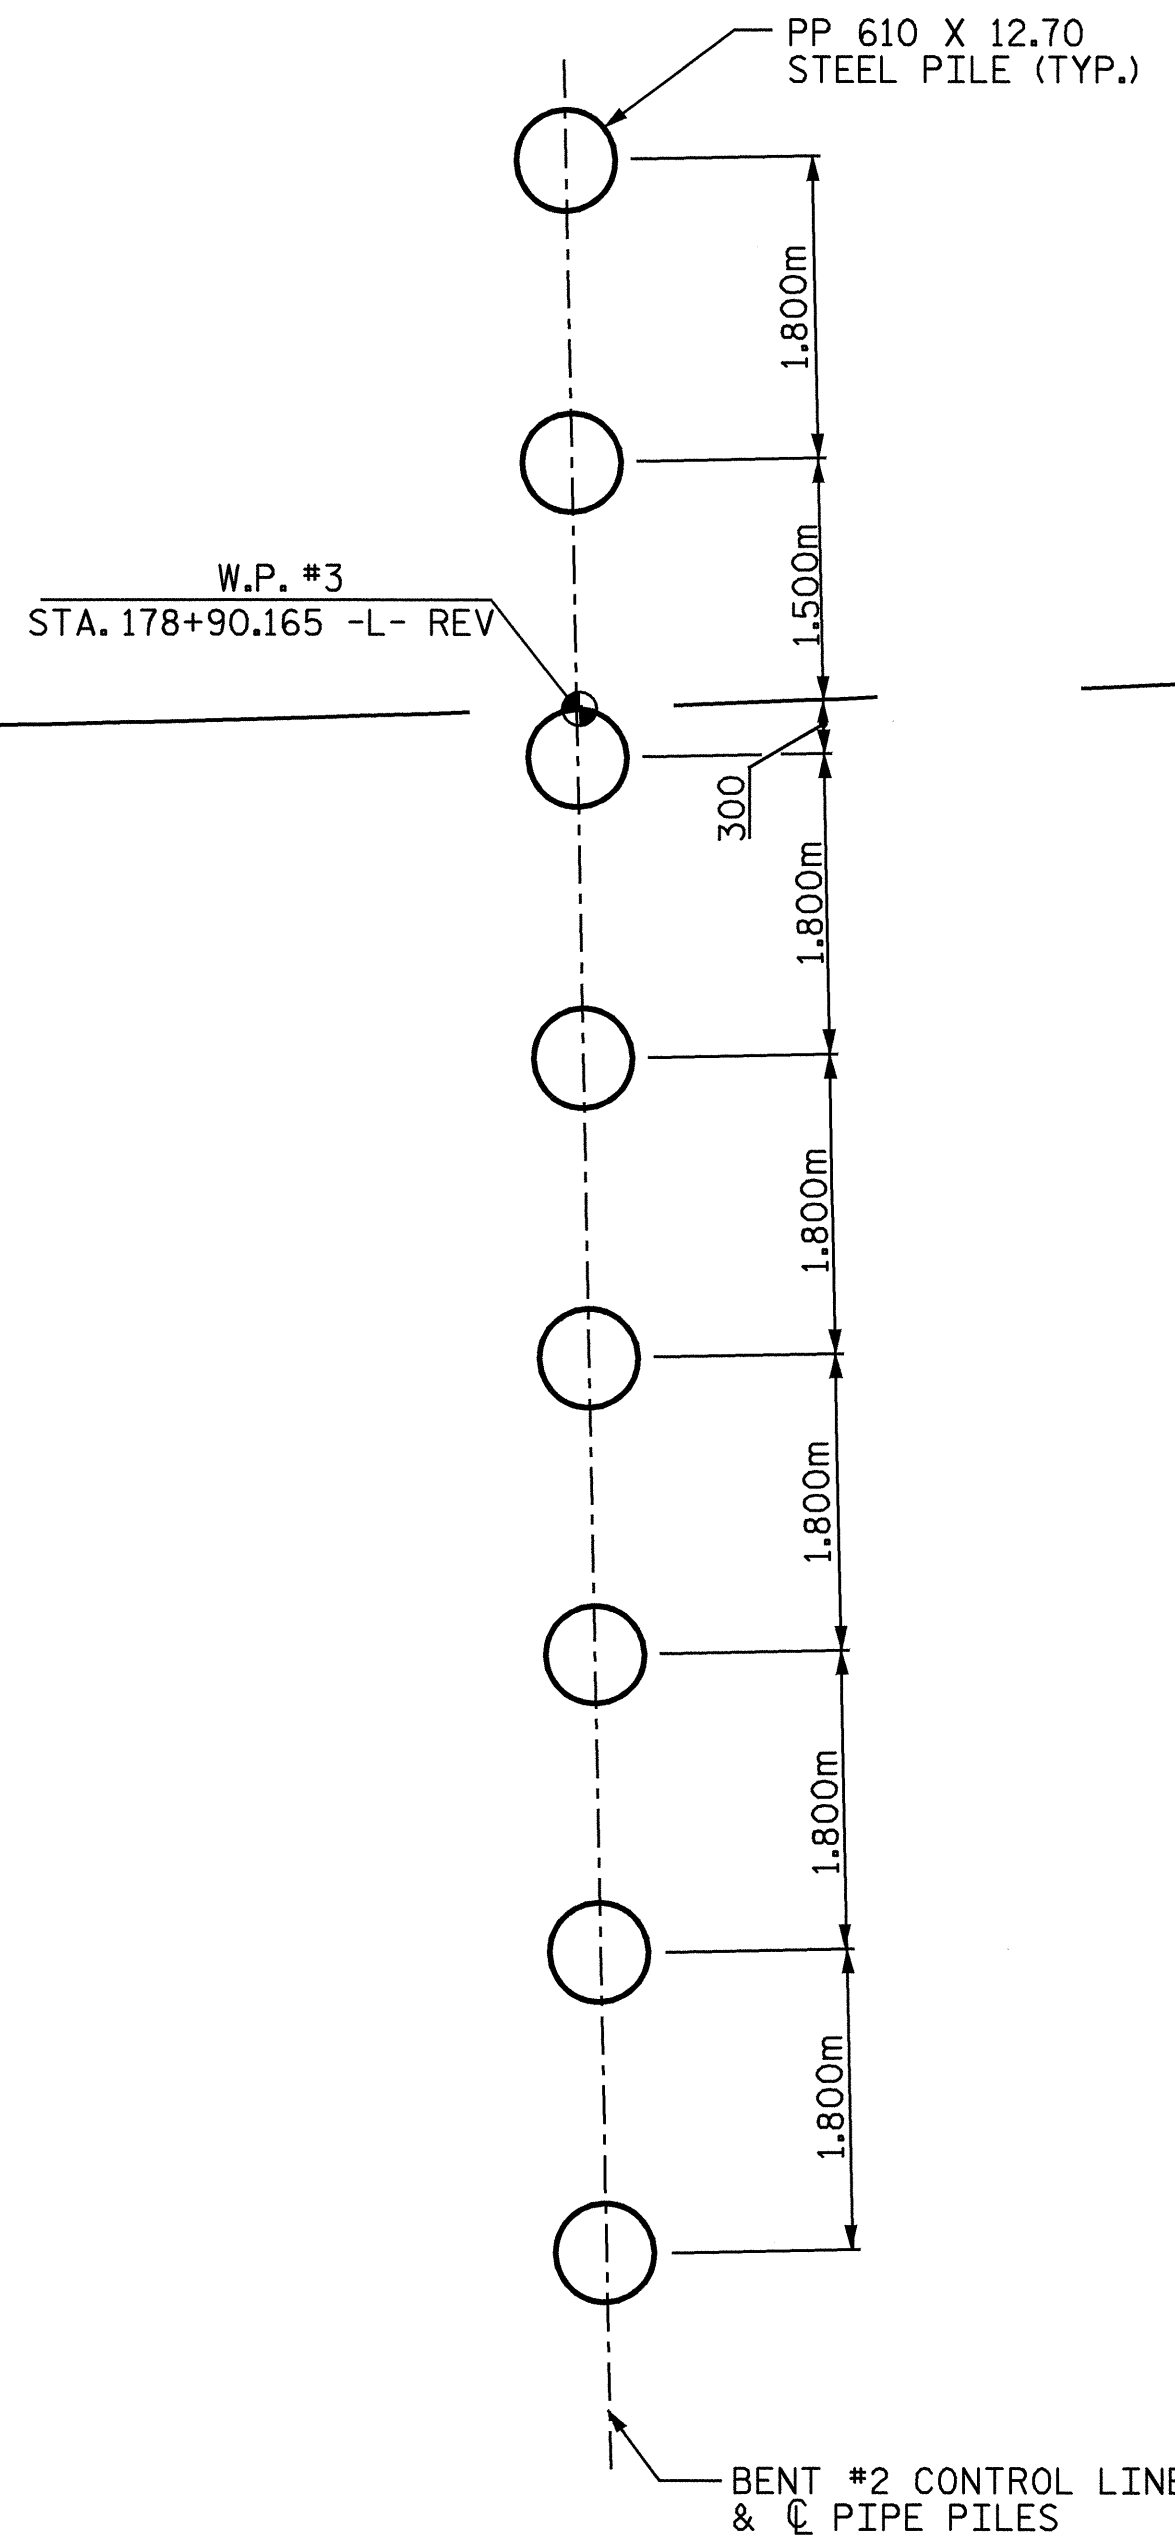 PP 610 X 12.70
STEEL PILE (TYP.)
1.800m
1.500m
W.P. #3
STA. 178+90.165 -L- REV
300
1.800m
1.800m
1.800m
1.800m
1.800m
BENT #2 CONTROL LINE
& ℄ PIPE PILES